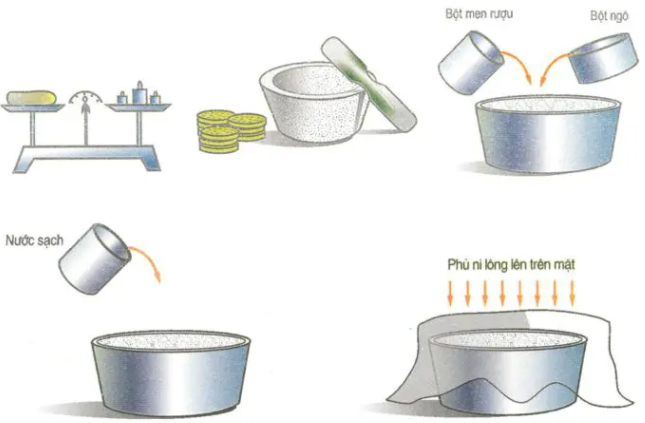 Bột men rượu
Bột ngô
Nước sạch
Phủ ni lông lên trên mặt